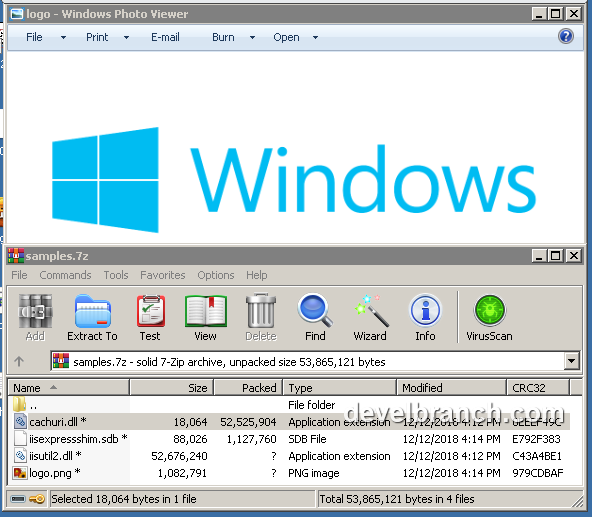 logo - Windows Photo Viewer
File Print E-mail Burn Open
Windows
samples.7z
File Commands Tools Favorites Options Help
Add Extract To Test View Delete Find Wizard Info VirusScan
samples.7z - solid 7-Zip archive, unpacked size 53,865,121 bytes
Name Size Packed Type Modified CRC32
.. File folder
develbranch.com
cachuri.dll * 18,064 52,525,904 Application extension 12/12/2018 4:14 PM
iisexpressshim.sdb * 88,026 1,127,760 SDB File 12/12/2018 4:14 PM E792F383
iisutil2.dll * 52,676,240 ? Application extension 12/12/2018 4:12 PM C43A4BE1
logo.png * 1,082,791 ? PNG image 12/12/2018 4:14 PM 979CDBAF
Selected 18,064 bytes in 1 file Total 53,865,121 bytes in 4 files